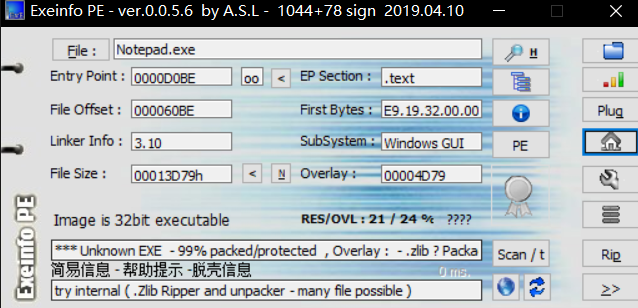 Exeinfo PE - ver.0.0.5.6 by A.S.L - 1044+78 sign 2019.04.10
File : Notepad.exe H
Entry Point : 0000D0BE oo < EP Section : .text
File Offset : 000060BE First Bytes : E9.19.32.00.00 Plug
Linker Info : 3.10 SubSystem : Windows GUI PE
File Size : 00013D79h < N Overlay : 00004D79
Image is 32bit executable RES/OVL : 21 / 24 % ????
*** Unknown EXE - 99% packed/protected , Overlay : - .zlib ? Packa Scan / t Rip
简易信息 - 帮助提示 -脱壳信息 0 ms.
try internal ( .Zlib Ripper and unpacker - many file possible ) >>
Exeinfo PE